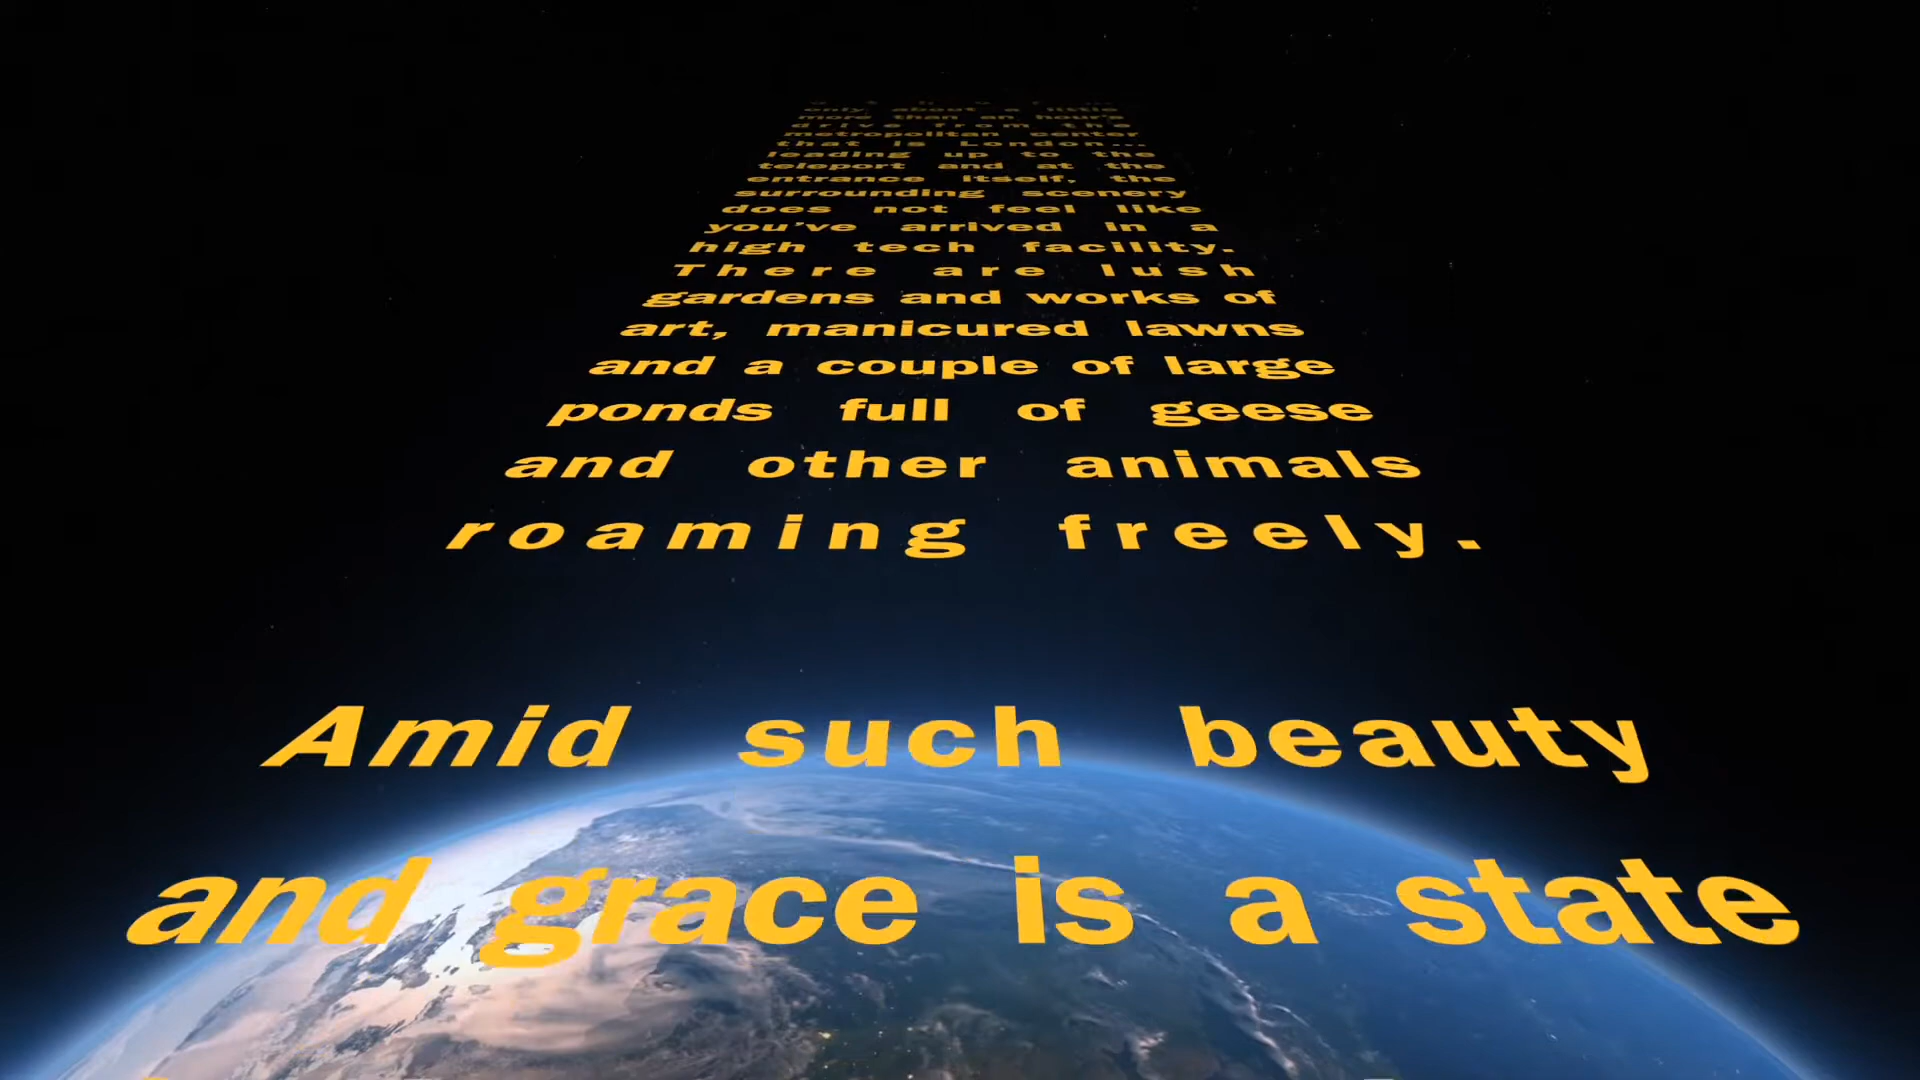 only about a little
more than an hour's
drive from the
metropolitan center
that is London...
leading up to the
teleport and at the
entrance itself, the
surrounding scenery
does not feel like
you've arrived in a
high tech facility.
There are lush
gardens and works of
art, manicured lawns
and a couple of large
ponds full of geese
and other animals
roaming freely.
Amid such beauty
and grace is a state